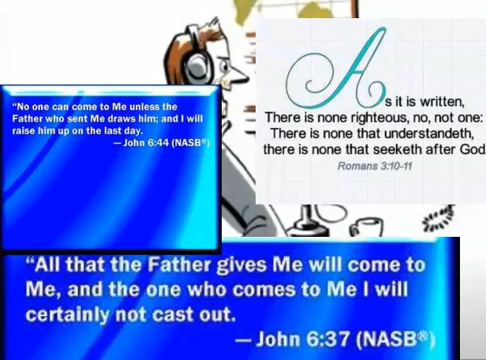 "No one can come to Me unless the
Father who sent Me draws him; and I will
raise him up on the last day.
— John 6:44 (NASB®)
As it is written,
There is none righteous, no, not one:
There is none that understandeth,
there is none that seeketh after God
Romans 3:10-11
"All that the Father gives Me will come to
Me, and the one who comes to Me I will
certainly not cast out.
— John 6:37 (NASB®)